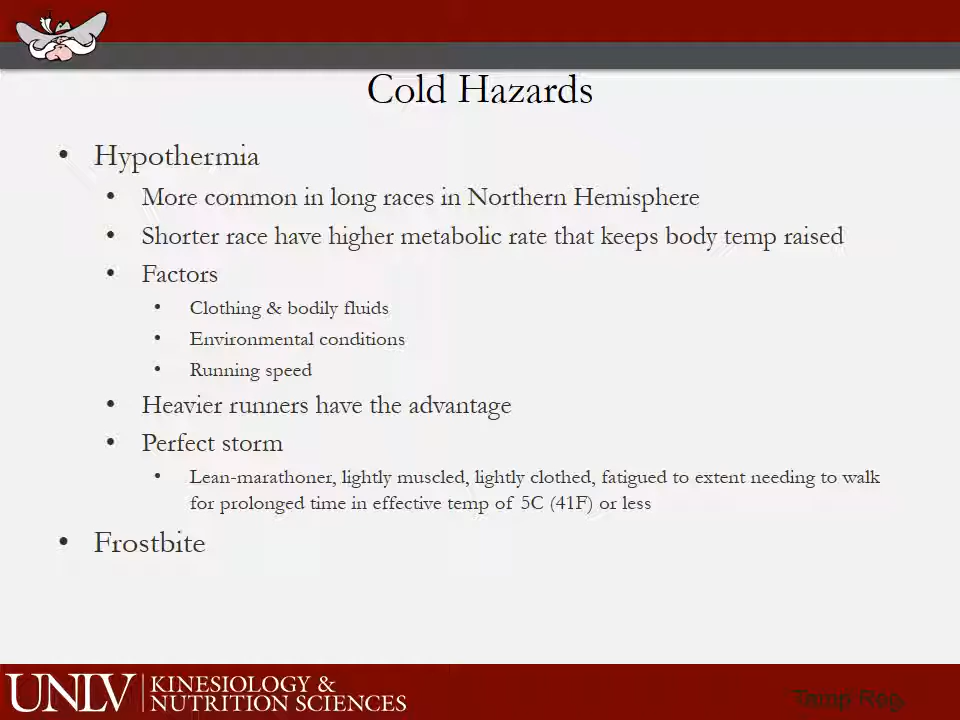 Cold Hazards
• Hypothermia
• More common in long races in Northern Hemisphere
• Shorter race have higher metabolic rate that keeps body temp raised
• Factors
• Clothing & bodily fluids
• Environmental conditions
• Running speed
• Heavier runners have the advantage
• Perfect storm
• Lean-marathoner, lightly muscled, lightly clothed, fatigued to extent needing to walk
for prolonged time in effective temp of 5C (41F) or less
• Frostbite
UNLV
KINESIOLOGY &
NUTRITION SCIENCES
Temp Reg.